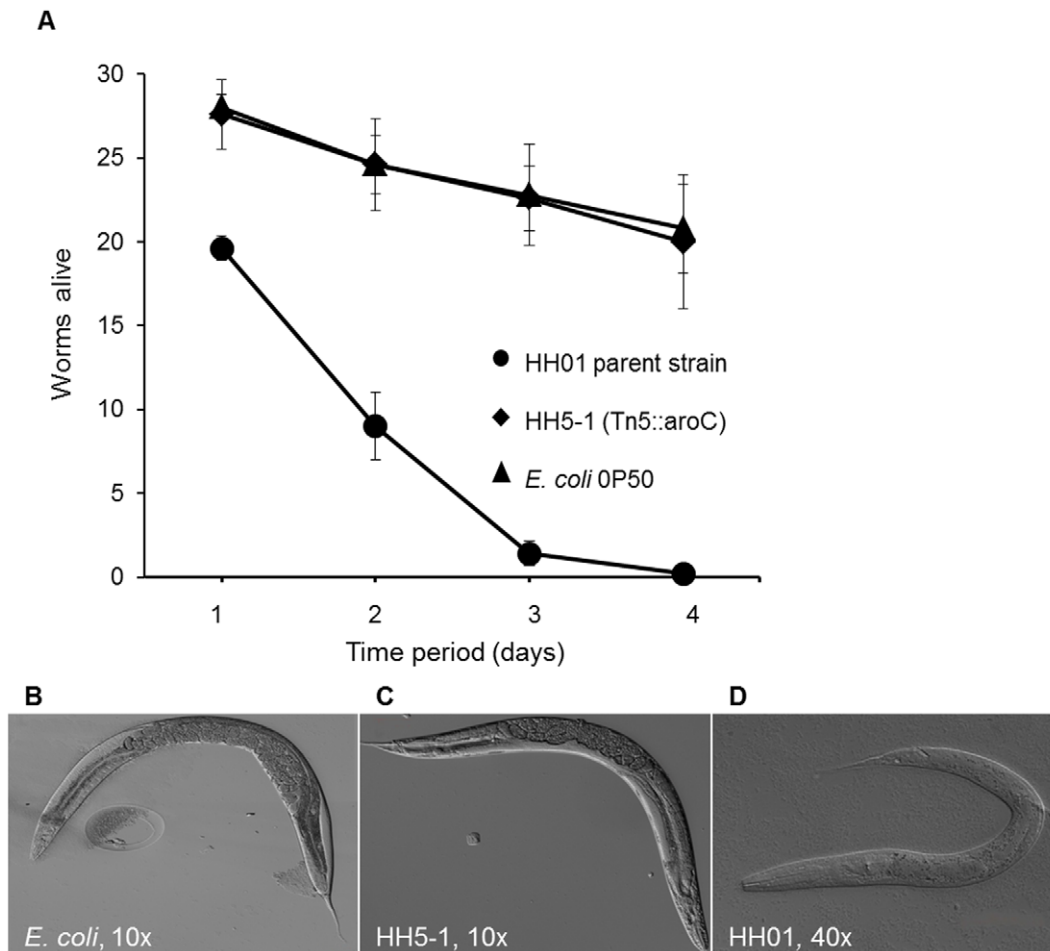 A
30
25
20
15
10
5
0
Worms alive
1 2 3 4
Time period (days)
HH01 parent strain
HH5-1 (Tn5::aroC)
E. coli 0P50
B C D
E. coli, 10x
HH5-1, 10x
HH01, 40x